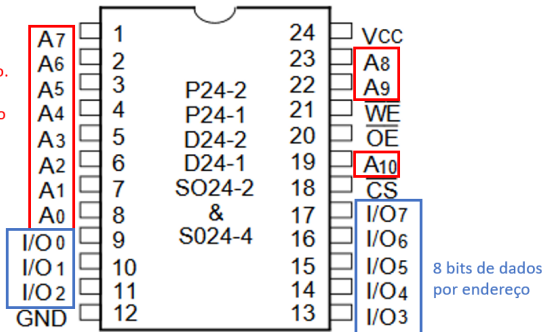 A7 1 24 VCC
A6 2 23 A8
A5 3 22 A9
A4 4 21 WE
A3 5 20 OE
A2 6 19 A10
A1 7 18 CS
A0 8 17 I/O7
I/O0 9 16 I/O6
I/O1 10 15 I/O5
I/O2 11 14 I/O4
GND 12 13 I/O3
P24-2
P24-1
D24-2
D24-1
SO24-2
&
S024-4
o.
o
8 bits de dados
por endereço